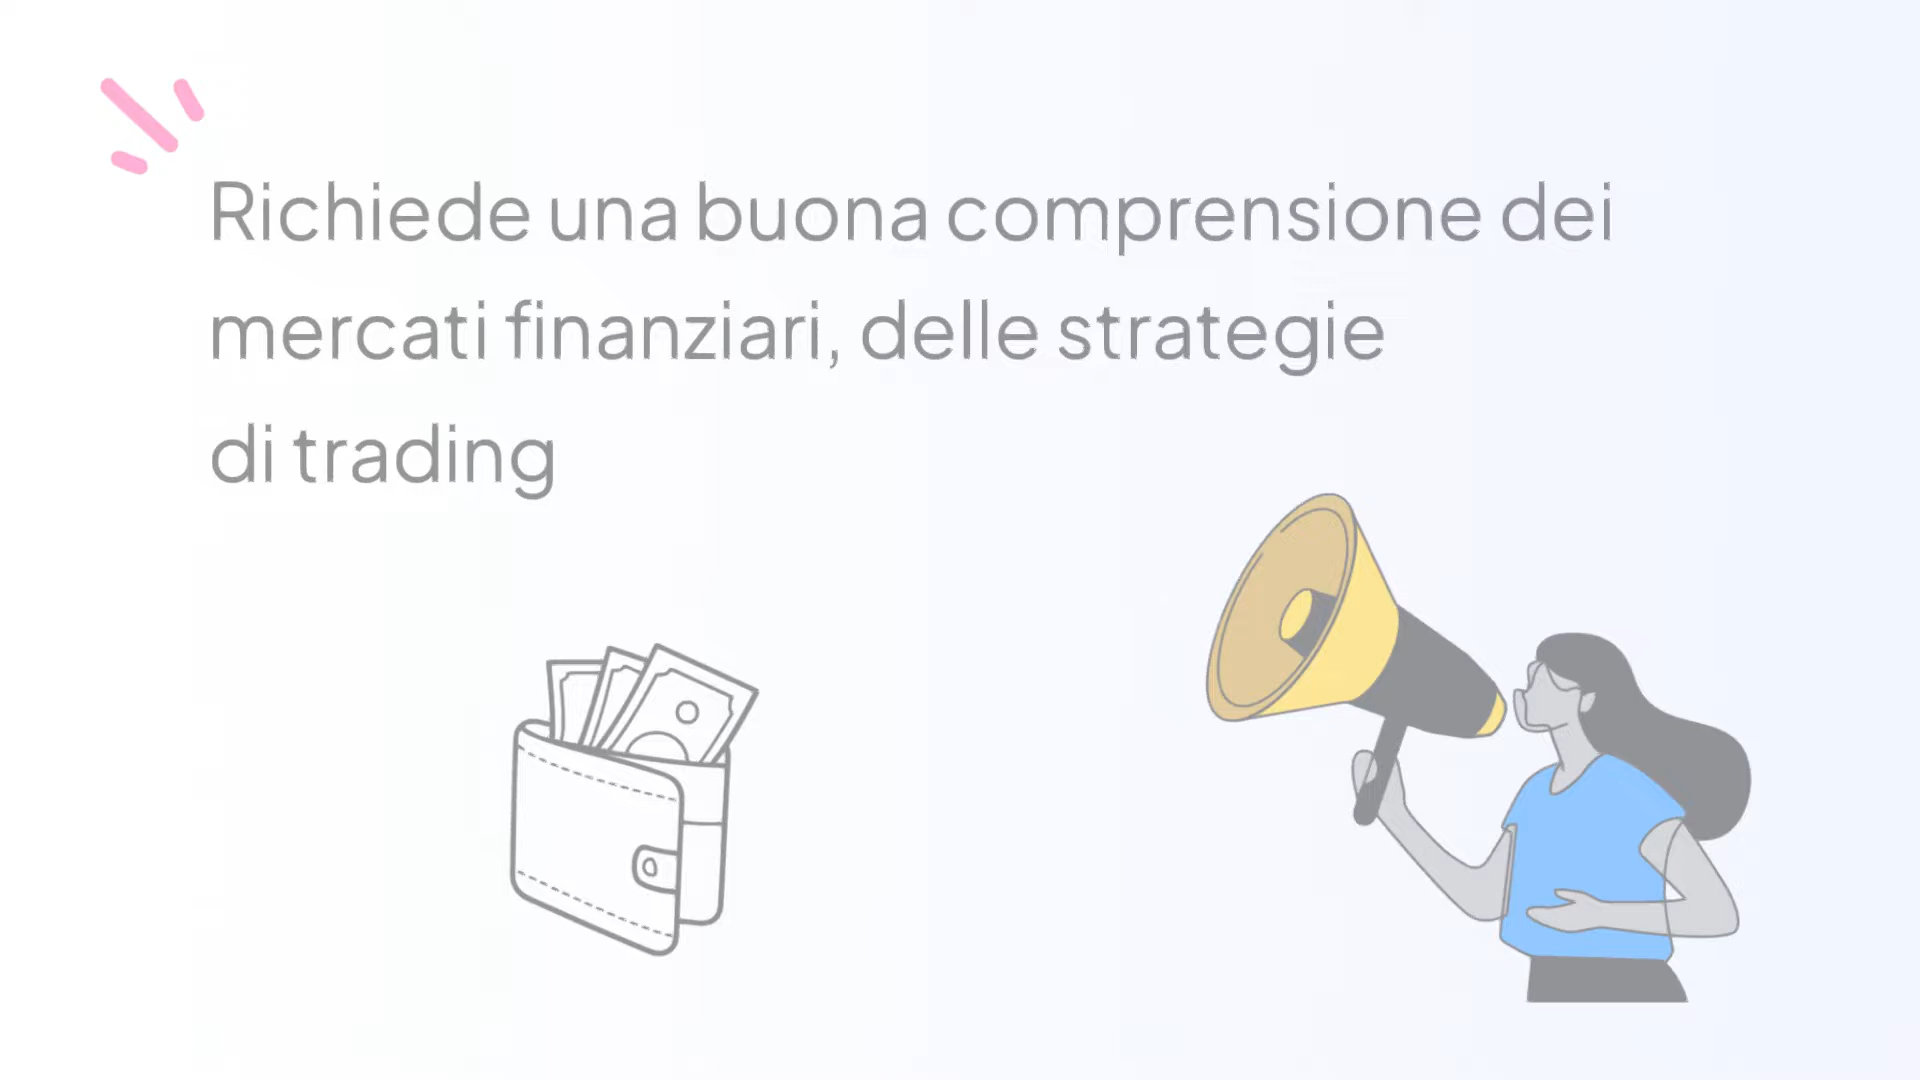 Richiede una buona comprensione dei
mercati finanziari, delle strategie
di trading